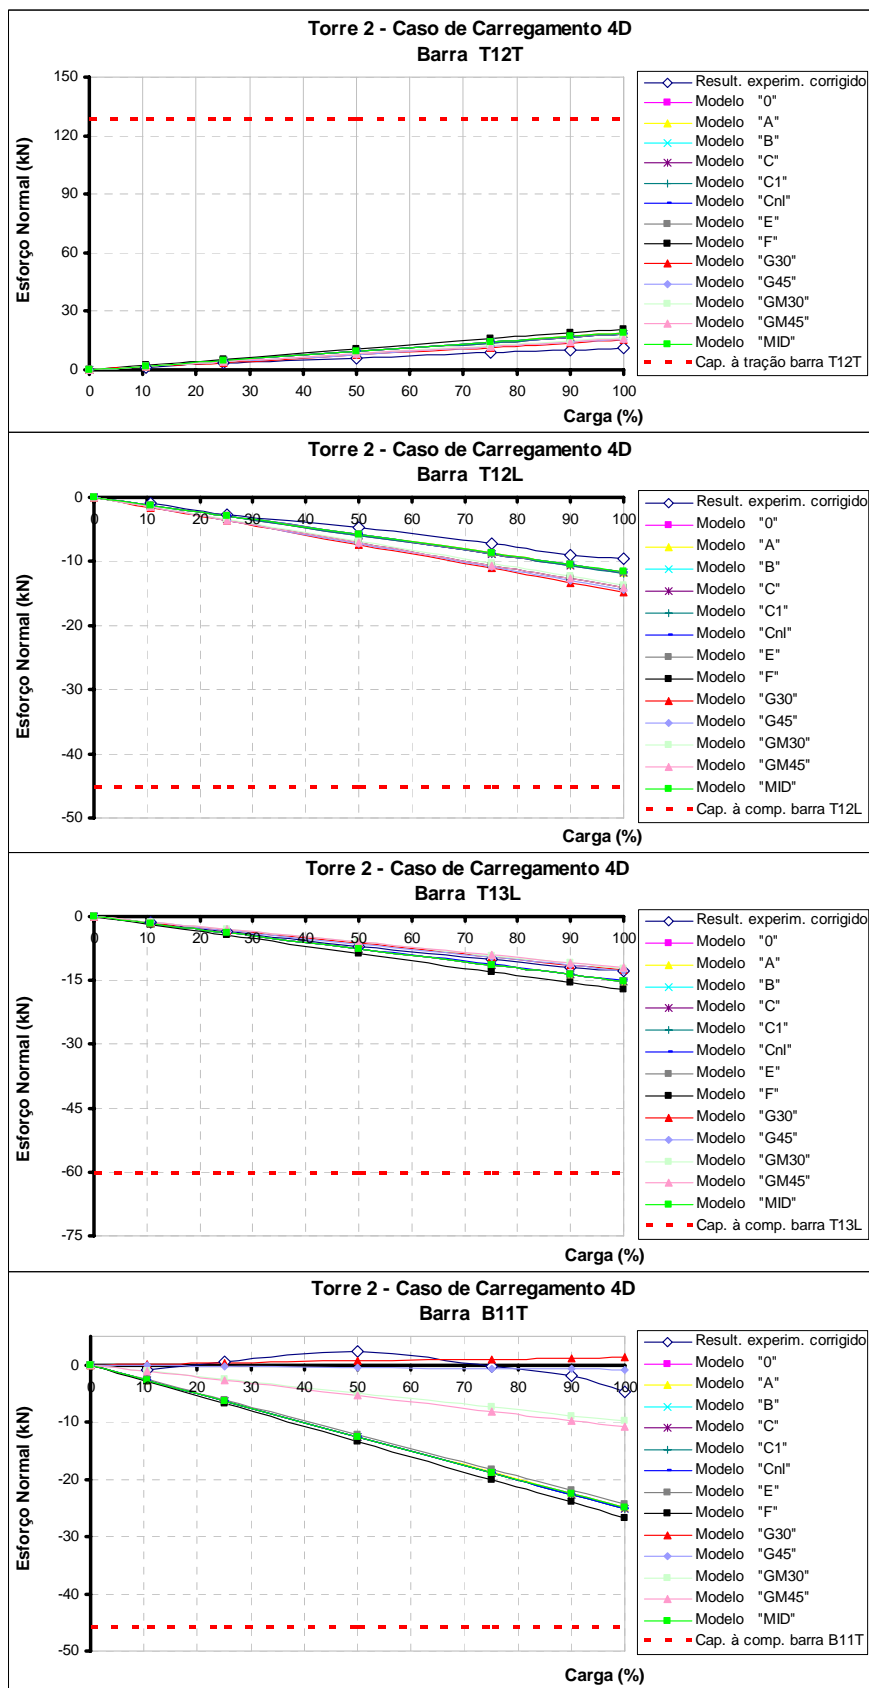 Torre 2 - Caso de Carregamento 4D
Barra T12T
Esforço Normal (kN)
150
120
90
60
30
0
0 10 20 30 40 50 60 70 80 90 100
Carga (%)
Result. experim. corrigido
Modelo "0"
Modelo "A"
Modelo "B"
Modelo "C"
Modelo "C1"
Modelo "Cnl"
Modelo "E"
Modelo "F"
Modelo "G30"
Modelo "G45"
Modelo "GM30"
Modelo "GM45"
Modelo "MID"
Cap. à tração barra T12T
Torre 2 - Caso de Carregamento 4D
Barra T12L
Esforço Normal (kN)
0
-10
-20
-30
-40
-50
0 10 20 30 40 50 60 70 80 90 100
Carga (%)
Result. experim. corrigido
Modelo "0"
Modelo "A"
Modelo "B"
Modelo "C"
Modelo "C1"
Modelo "Cnl"
Modelo "E"
Modelo "F"
Modelo "G30"
Modelo "G45"
Modelo "GM30"
Modelo "GM45"
Modelo "MID"
Cap. à comp. barra T12L
Torre 2 - Caso de Carregamento 4D
Barra T13L
Esforço Normal (kN)
0
-15
-30
-45
-60
-75
0 10 20 30 40 50 60 70 80 90 100
Carga (%)
Result. experim. corrigido
Modelo "0"
Modelo "A"
Modelo "B"
Modelo "C"
Modelo "C1"
Modelo "Cnl"
Modelo "E"
Modelo "F"
Modelo "G30"
Modelo "G45"
Modelo "GM30"
Modelo "GM45"
Modelo "MID"
Cap. à comp. barra T13L
Torre 2 - Caso de Carregamento 4D
Barra B11T
Esforço Normal (kN)
0
-10
-20
-30
-40
-50
0 10 20 30 40 50 60 70 80 90 100
Carga (%)
Result. experim. corrigido
Modelo "0"
Modelo "A"
Modelo "B"
Modelo "C"
Modelo "C1"
Modelo "Cnl"
Modelo "E"
Modelo "F"
Modelo "G30"
Modelo "G45"
Modelo "GM30"
Modelo "GM45"
Modelo "MID"
Cap. à comp. barra B11T